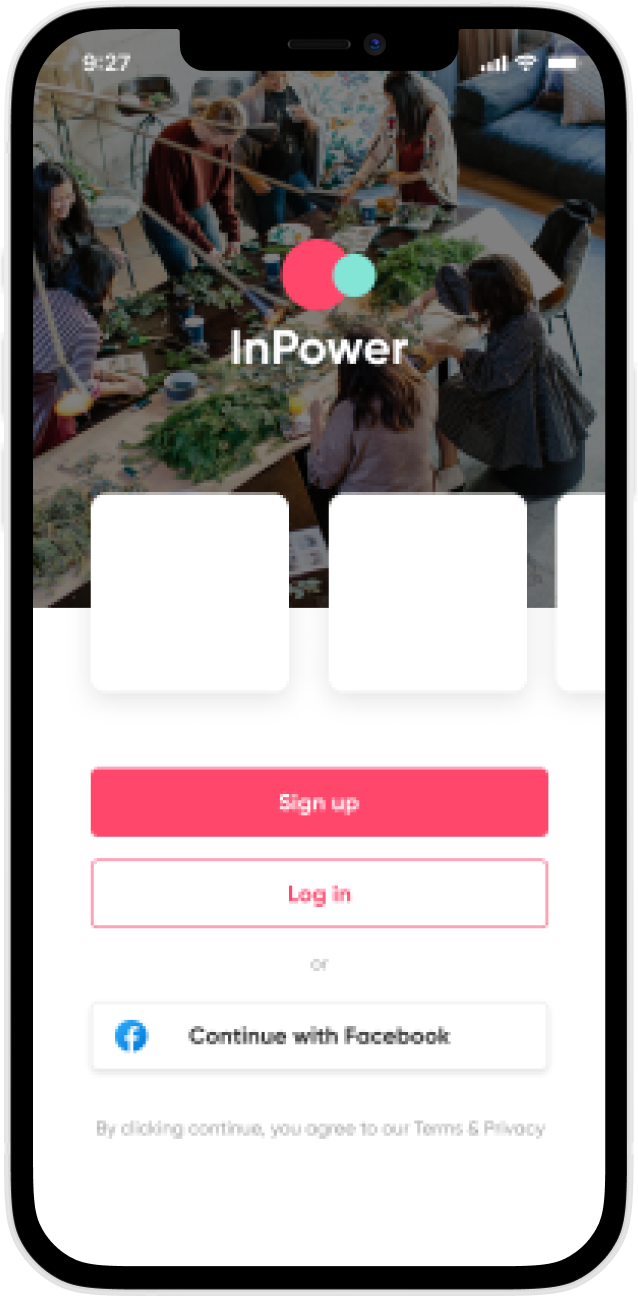 9:27
InPower
Sign up
Log in
or
Continue with Facebook
By clicking continue, you agree to our Terms & Privacy